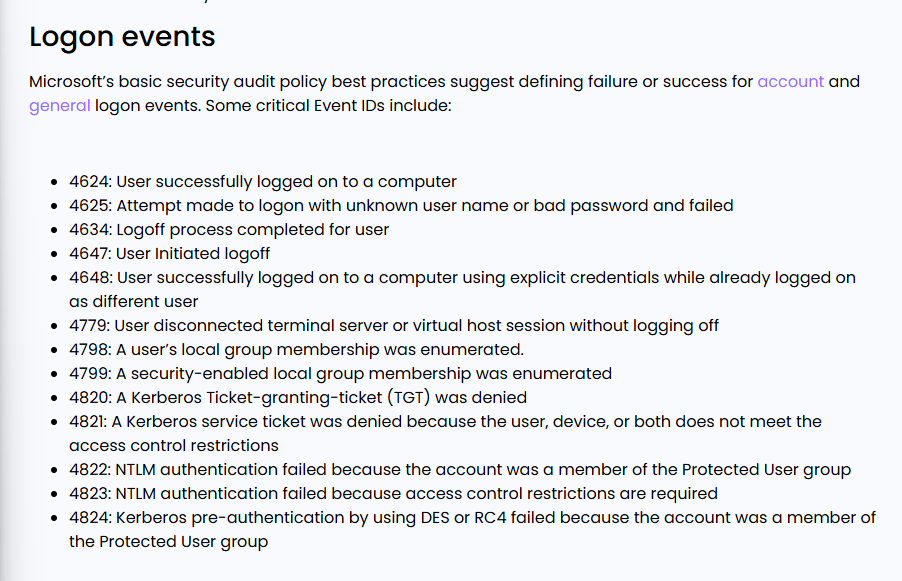 Logon events
Microsoft’s basic security audit policy best practices suggest defining failure or success for account and
general logon events. Some critical Event IDs include:
• 4624: User successfully logged on to a computer
• 4625: Attempt made to logon with unknown user name or bad password and failed
• 4634: Logoff process completed for user
• 4647: User Initiated logoff
• 4648: User successfully logged on to a computer using explicit credentials while already logged on
as different user
• 4779: User disconnected terminal server or virtual host session without logging off
• 4798: A user’s local group membership was enumerated.
• 4799: A security-enabled local group membership was enumerated
• 4820: A Kerberos Ticket-granting-ticket (TGT) was denied
• 4821: A Kerberos service ticket was denied because the user, device, or both does not meet the
access control restrictions
• 4822: NTLM authentication failed because the account was a member of the Protected User group
• 4823: NTLM authentication failed because access control restrictions are required
• 4824: Kerberos pre-authentication by using DES or RC4 failed because the account was a member of
the Protected User group